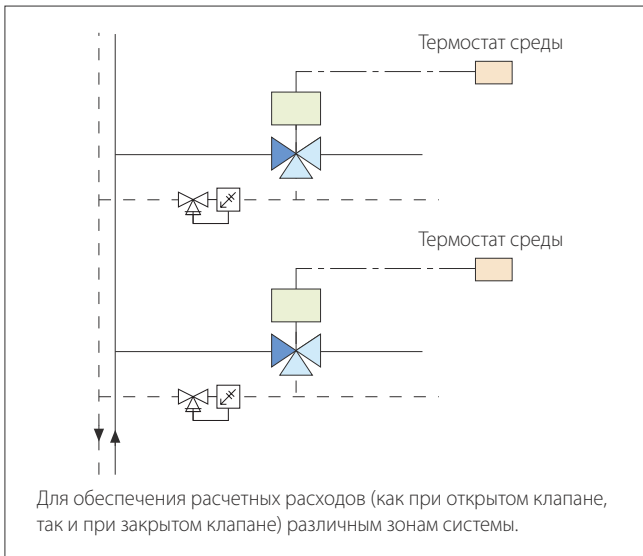 Термостат среды
Термостат среды
Для обеспечения расчетных расходов (как при открытом клапане,
так и при закрытом клапане) различным зонам системы.